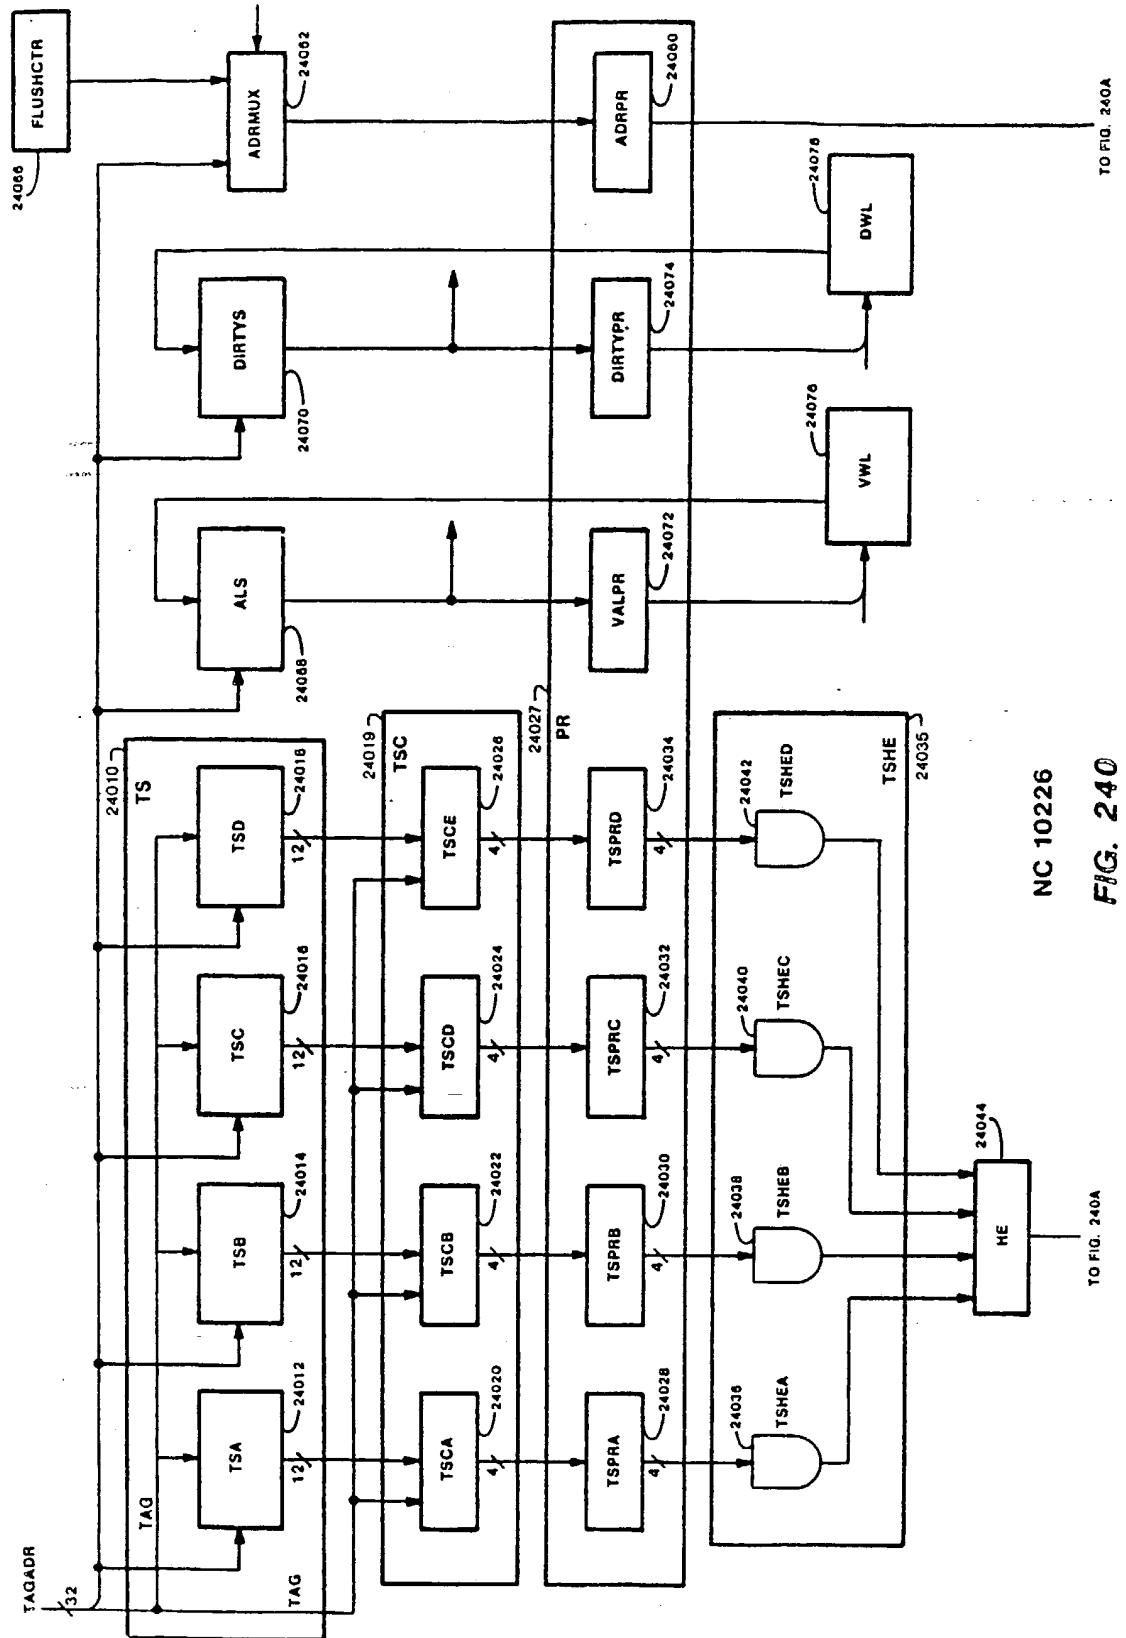 TAGADR
32
TAG
TAG
24010
TS
TSA
24012
12
TSB
24014
12
TSC
24016
12
TSD
24018
12
ALS
24068
DIRTYS
24070
FLUSHCTR
24066
ADRMUX
24062
24019
TSC
TSCA
24020
4
TSCB
24022
4
TSCD
24024
4
TSCE
24026
4
24027
PR
TSPRA
24028
4
TSPRB
24030
4
TSPRC
24032
4
TSPRD
24034
4
VALPR
24072
DIRTYPR
24074
ADRPR
24060
24036
TSHEA
24038
TSHEB
24040
TSHEC
24042
TSHED
TSHE
24035
VWL
24076
DWL
24078
HE
24044
TO FIG. 240A
TO FIG. 240A
NC 10226
FIG. 240